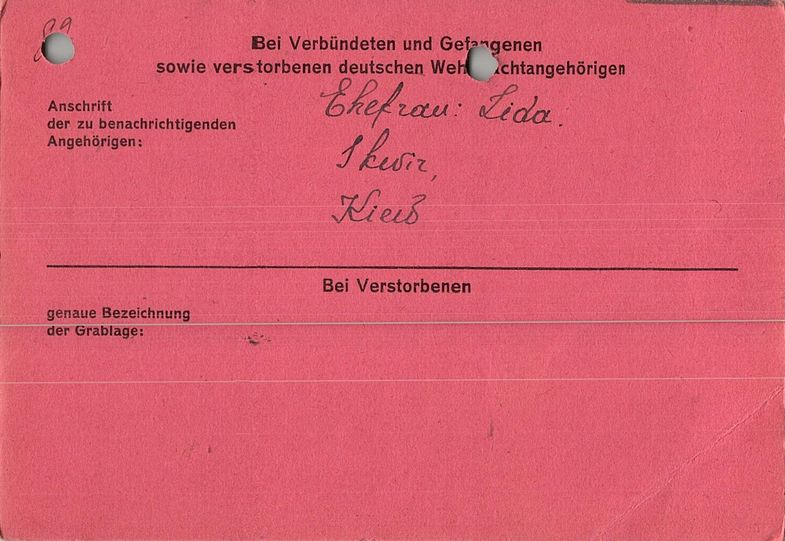 89
Bei Verbündeten und Gefangenen
sowie verstorbenen deutschen Wehrmachtangehörigen
Anschrift
der zu benachrichtigenden
Angehörigen:
Ehefrau: Lida.
Skwir,
Kiew
Bei Verstorbenen
genaue Bezeichnung
der Grablage: